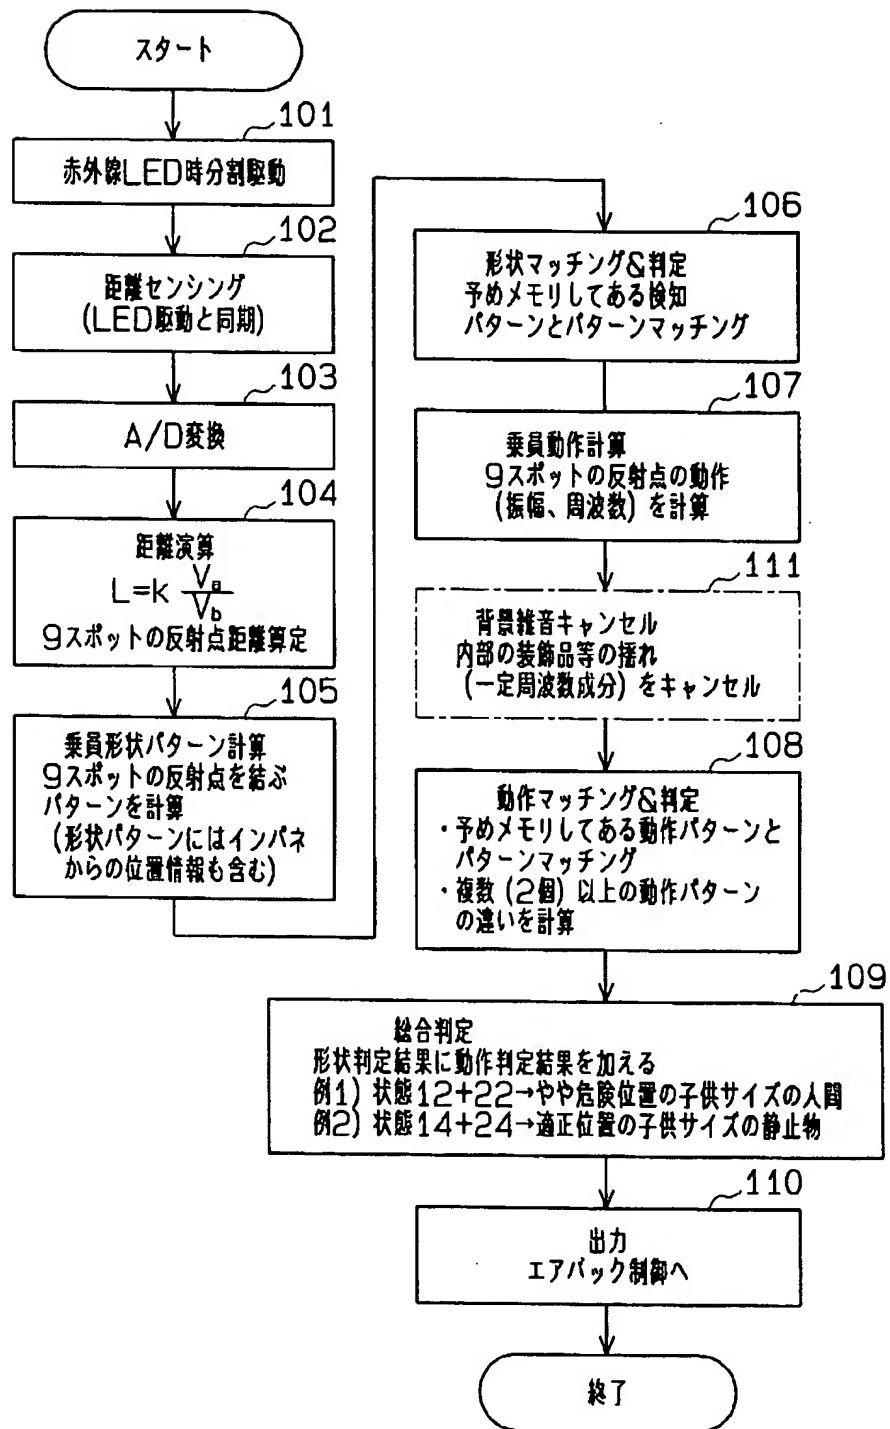 スタート
101
赤外線LED時分割駆動
102
距離センシング
(LED駆動と同期)
103
A/D変換
104
距離演算
L=k Va/Vb
9スポットの反射点距離算定
105
乗員形状パターン計算
9スポットの反射点を結ぶ
パターンを計算
(形状パターンにはインパネ
からの位置情報も含む)
106
形状マッチング&判定
予めメモリしてある検知
パターンとパターンマッチング
107
乗員動作計算
9スポットの反射点の動作
(振幅、周波数)を計算
111
背景雑音キャンセル
内部の装飾品等の揺れ
(一定周波数成分)をキャンセル
108
動作マッチング&判定
・予めメモリしてある動作パターンと
パターンマッチング
・複数(2個)以上の動作パターン
の違いを計算
109
総合判定
形状判定結果に動作判定結果を加える
例1) 状態12+22→やや危険位置の子供サイズの人間
例2) 状態14+24→適正位置の子供サイズの静止物
110
出力
エアバック制御へ
終了